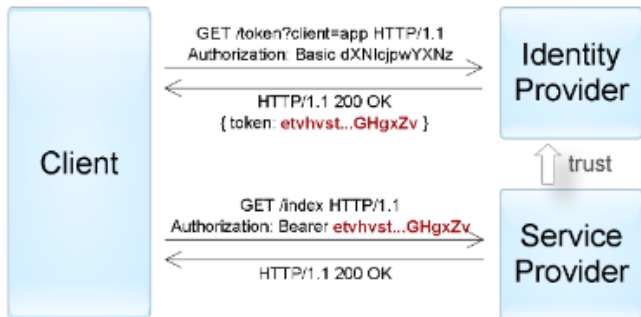 GET /token?client=app HTTP/1.1
Authorization: Basic dXNlcjpwYXNz
HTTP/1.1 200 OK
{ token: etvhvst...GHgxZv }
Identity
Provider
Client
trust
GET /index HTTP/1.1
Authorization: Bearer etvhvst...GHgxZv
HTTP/1.1 200 OK
Service
Provider